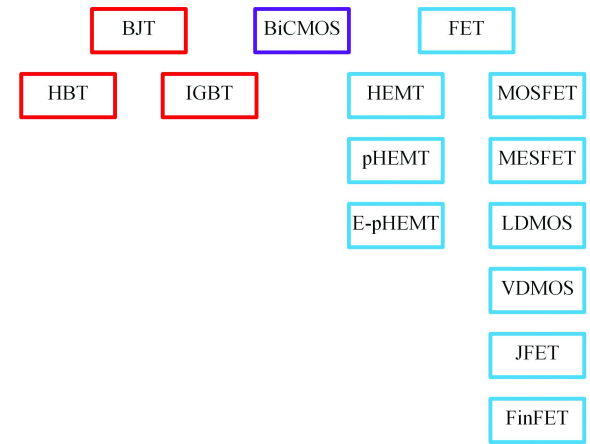 BJT
BiCMOS
FET
HBT
IGBT
HEMT
MOSFET
pHEMT
MESFET
E-pHEMT
LDMOS
VDMOS
JFET
FinFET